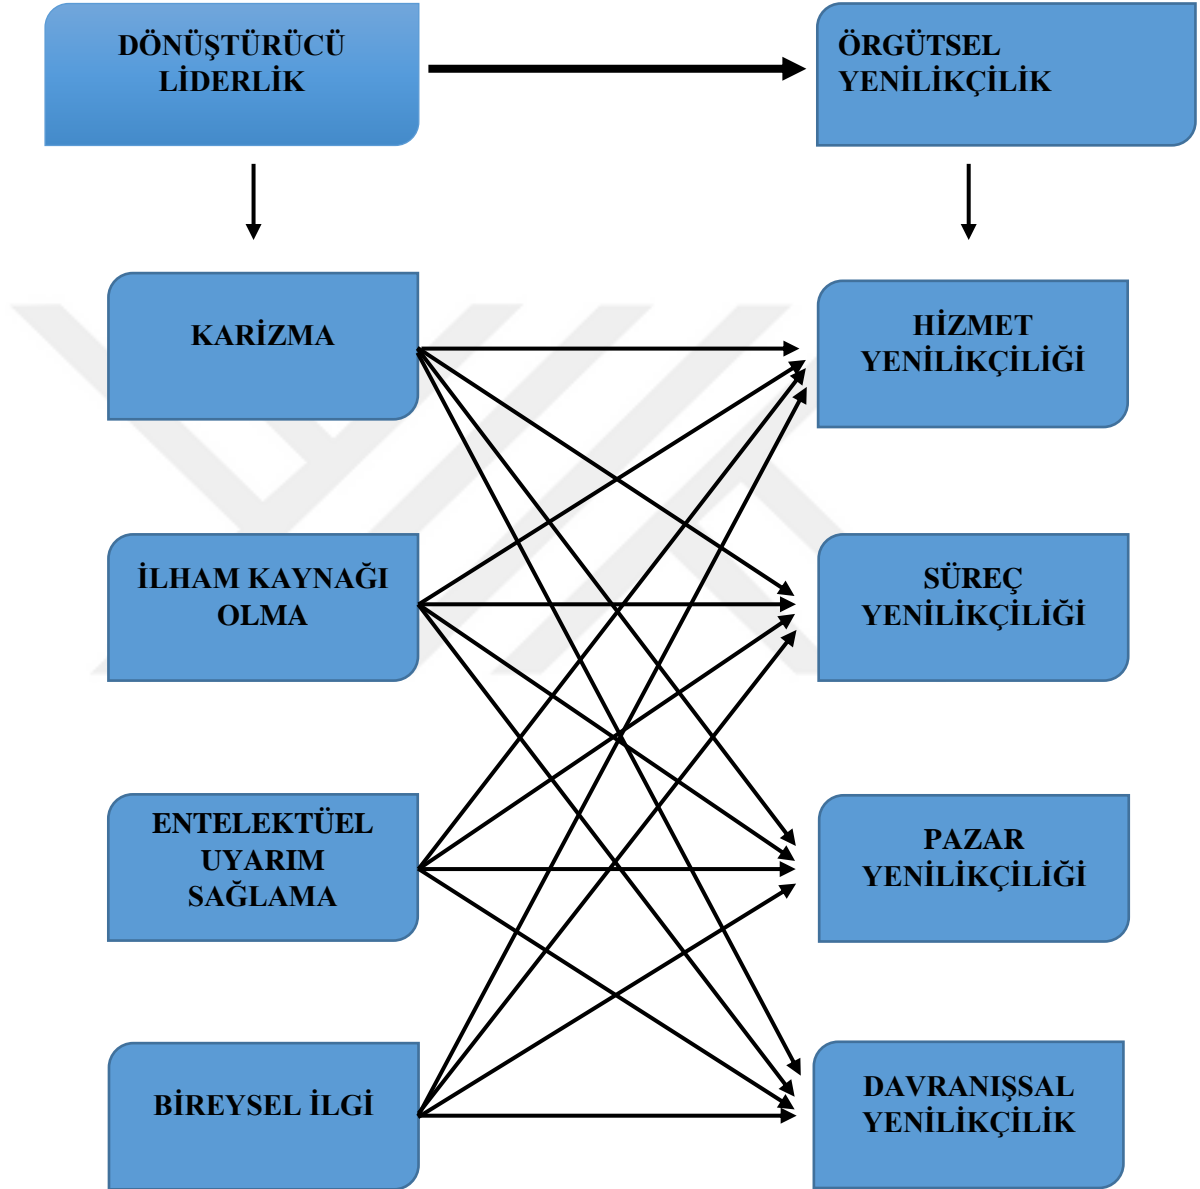 DÖNÜŞTÜRÜCÜ
LİDERLİK
ÖRGÜTSEL
YENİLİKÇİLİK
KARİZMA
HİZMET
YENİLİKÇİLİĞİ
İLHAM KAYNAĞI
OLMA
SÜREÇ
YENİLİKÇİLİĞİ
ENTELEKTÜEL
UYARIM
SAĞLAMA
PAZAR
YENİLİKÇİLİĞİ
BİREYSEL İLGİ
DAVRANIŞSAL
YENİLİKÇİLİK